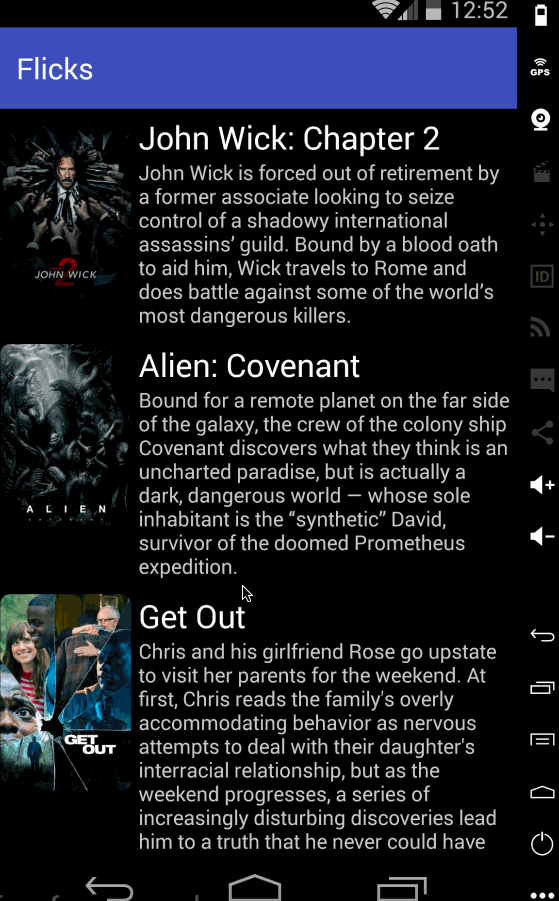 12:52
GPS
Flicks
John Wick: Chapter 2
John Wick is forced out of retirement by
a former associate looking to seize
control of a shadowy international
assassins’ guild. Bound by a blood oath
to aid him, Wick travels to Rome and
does battle against some of the world’s
most dangerous killers.
2
JOHN WICK
ID
Alien: Covenant
Bound for a remote planet on the far side
of the galaxy, the crew of the colony ship
Covenant discovers what they think is an
uncharted paradise, but is actually a
dark, dangerous world — whose sole
inhabitant is the “synthetic” David,
survivor of the doomed Prometheus
expedition.
ALIEN
Get Out
Chris and his girlfriend Rose go upstate
to visit her parents for the weekend. At
first, Chris reads the family's overly
accommodating behavior as nervous
attempts to deal with their daughter's
interracial relationship, but as the
weekend progresses, a series of
increasingly disturbing discoveries lead
him to a truth that he never could have
GET
OUT